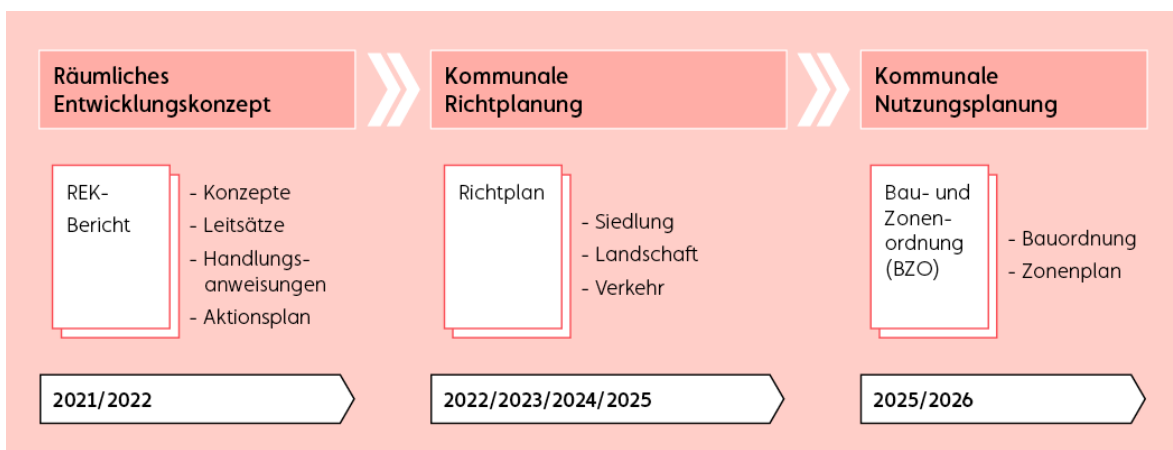 Räumliches
Entwicklungskonzept
Kommunale
Richtplanung
Kommunale
Nutzungsplanung
REK-
Bericht
- Konzepte
- Leitsätze
- Handlungs-
anweisungen
- Aktionsplan
Richtplan
- Siedlung
- Landschaft
- Verkehr
Bau- und
Zonen-
ordnung
(BZO)
- Bauordnung
- Zonenplan
2021/2022
2022/2023/2024/2025
2025/2026